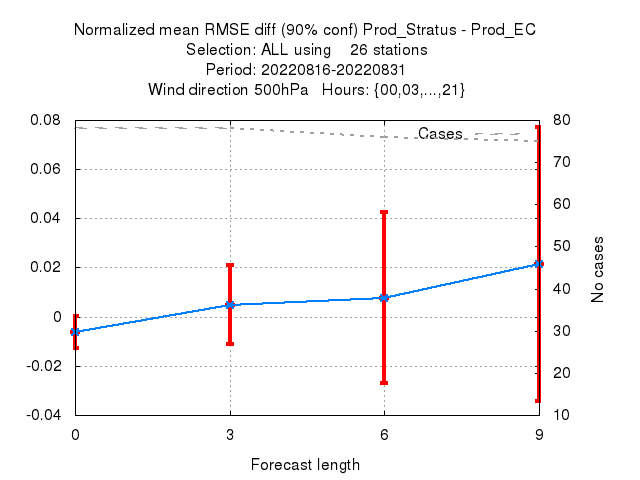 Normalized mean RMSE diff (90% conf) Prod_Stratus - Prod_EC
Selection: ALL using 26 stations
Period: 20220816-20220831
Wind direction 500hPa Hours: {00,03,...,21}
0.08
0.06
0.04
0.02
0
-0.02
-0.04
Cases
80
70
60
50
40
30
20
10
No cases
0 3 6 9
Forecast length